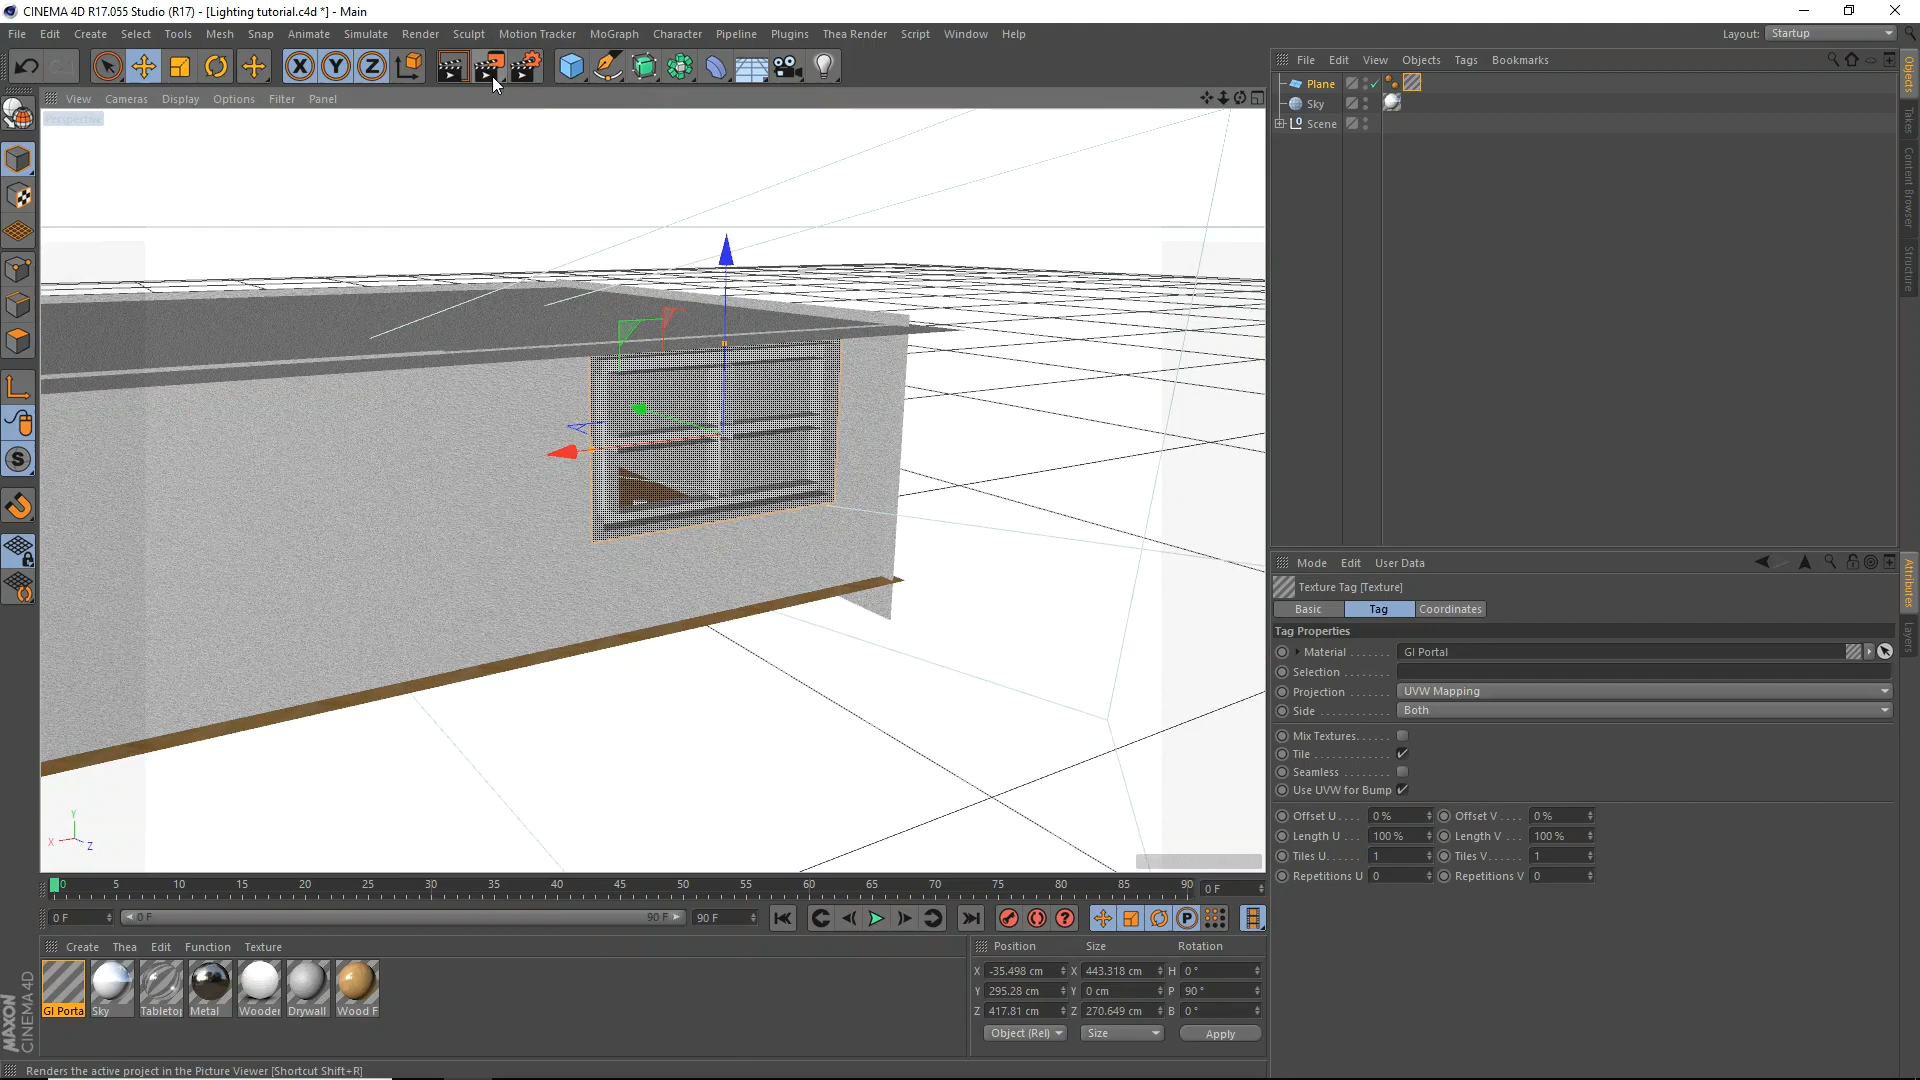 CINEMA 4D R17.055 Studio (R17) - [Lighting tutorial.c4d *] - Main
File Edit Create Select Tools Mesh Snap Animate Simulate Render Sculpt Motion Tracker MoGraph Character Pipeline Plugins Thea Render Script Window Help
Layout: Startup
X Y Z
View Cameras Display Options Filter Panel
Perspective
File Edit View Objects Tags Bookmarks
Plane
Sky
Scene
Objects
Takes
Content Browser
Structure
Mode Edit User Data
Texture Tag [Texture]
Basic Tag Coordinates
Tag Properties
Material GI Portal
Selection
Projection UVW Mapping
Side Both
Mix Textures
Tile
Seamless
Use UVW for Bump
Offset U 0 % Offset V 0 %
Length U 100 % Length V 100 %
Tiles U 1 Tiles V 1
Repetitions U 0 Repetitions V 0
Attributes
Layers
Y
X
Z
0 5 10 15 20 25 30 35 40 45 50 55 60 65 70 75 80 85 90 0 F
0 F 0 F 90 F 90 F
Create Thea Edit Function Texture
GI Porta Sky Tabletop Metal Wooden Drywall Wood F
Position Size Rotation
X -35.498 cm X 443.318 cm H 0 °
Y 295.28 cm Y 0 cm P 90 °
Z 417.81 cm Z 270.649 cm B 0 °
Object (Rel) Size Apply
MAXON CINEMA 4D
Renders the active project in the Picture Viewer [Shortcut Shift+R]